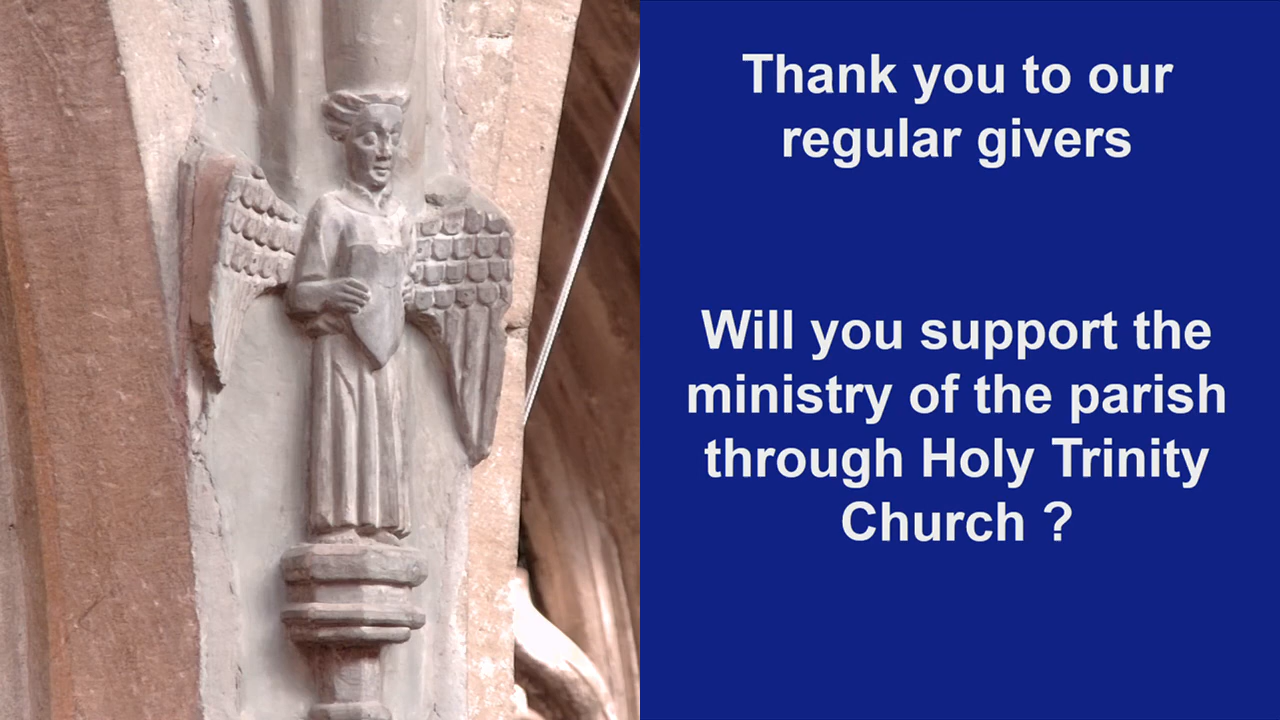 Thank you to our
regular givers
Will you support the
ministry of the parish
through Holy Trinity
Church ?